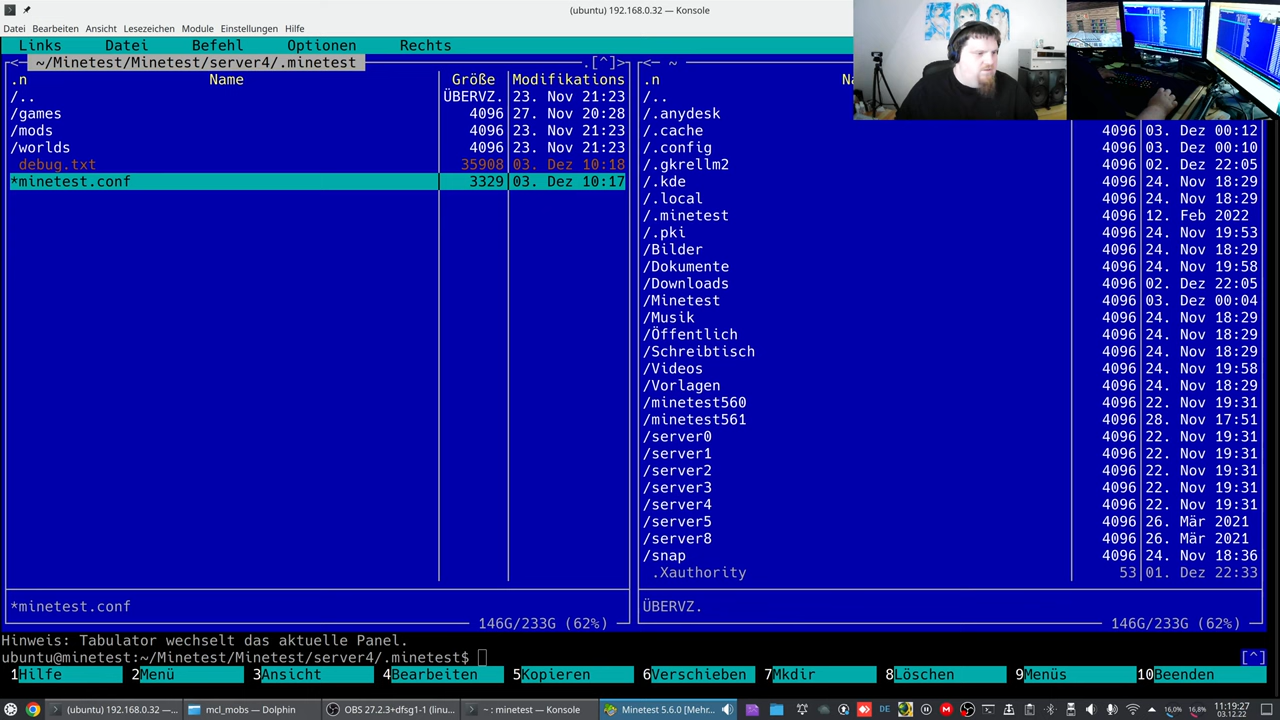 (ubuntu) 192.168.0.32 — Konsole
Datei Bearbeiten Ansicht Lesezeichen Module Einstellungen Hilfe
Links Datei Befehl Optionen Rechts
~/Minetest/Minetest/server4/.minetest .[^]>
.n Name Größe Modifikations
/.. ÜBERVZ. 23. Nov 21:23
/games 4096 27. Nov 20:28
/mods 4096 23. Nov 21:23
/worlds 4096 23. Nov 21:23
debug.txt 35908 03. Dez 10:18
*minetest.conf 3329 03. Dez 10:17
*minetest.conf
146G/233G (62%)
<─ ~
.n
/..
/.anydesk
/.cache 4096 03. Dez 00:12
/.config 4096 03. Dez 00:10
/.gkrellm2 4096 02. Dez 22:05
/.kde 4096 24. Nov 18:29
/.local 4096 24. Nov 18:29
/.minetest 4096 12. Feb 2022
/.pki 4096 24. Nov 19:53
/Bilder 4096 24. Nov 18:29
/Dokumente 4096 24. Nov 19:58
/Downloads 4096 02. Dez 22:05
/Minetest 4096 03. Dez 00:04
/Musik 4096 24. Nov 18:29
/Öffentlich 4096 24. Nov 18:29
/Schreibtisch 4096 24. Nov 18:29
/Videos 4096 24. Nov 19:58
/Vorlagen 4096 24. Nov 18:29
/minetest560 4096 22. Nov 19:31
/minetest561 4096 28. Nov 17:51
/server0 4096 22. Nov 19:31
/server1 4096 22. Nov 19:31
/server2 4096 22. Nov 19:31
/server3 4096 22. Nov 19:31
/server4 4096 22. Nov 19:31
/server5 4096 26. Mär 2021
/server8 4096 26. Mär 2021
/snap 4096 24. Nov 18:36
.Xauthority 53 01. Dez 22:33
ÜBERVZ.
146G/233G (62%)
Hinweis: Tabulator wechselt das aktuelle Panel.
ubuntu@minetest:~/Minetest/Minetest/server4/.minetest$ [^]
1Hilfe 2Menü 3Ansicht 4Bearbeiten 5Kopieren 6Verschieben 7Mkdir 8Löschen 9Menüs 10Beenden
(ubuntu) 192.168.0.32 —... mcl_mobs — Dolphin OBS 27.2.3+dfsg1-1 (linu... ~ : minetest — Konsole Minetest 5.6.0 [Mehr... DE 16,0% 16,8% 11:19:27
03.12.22